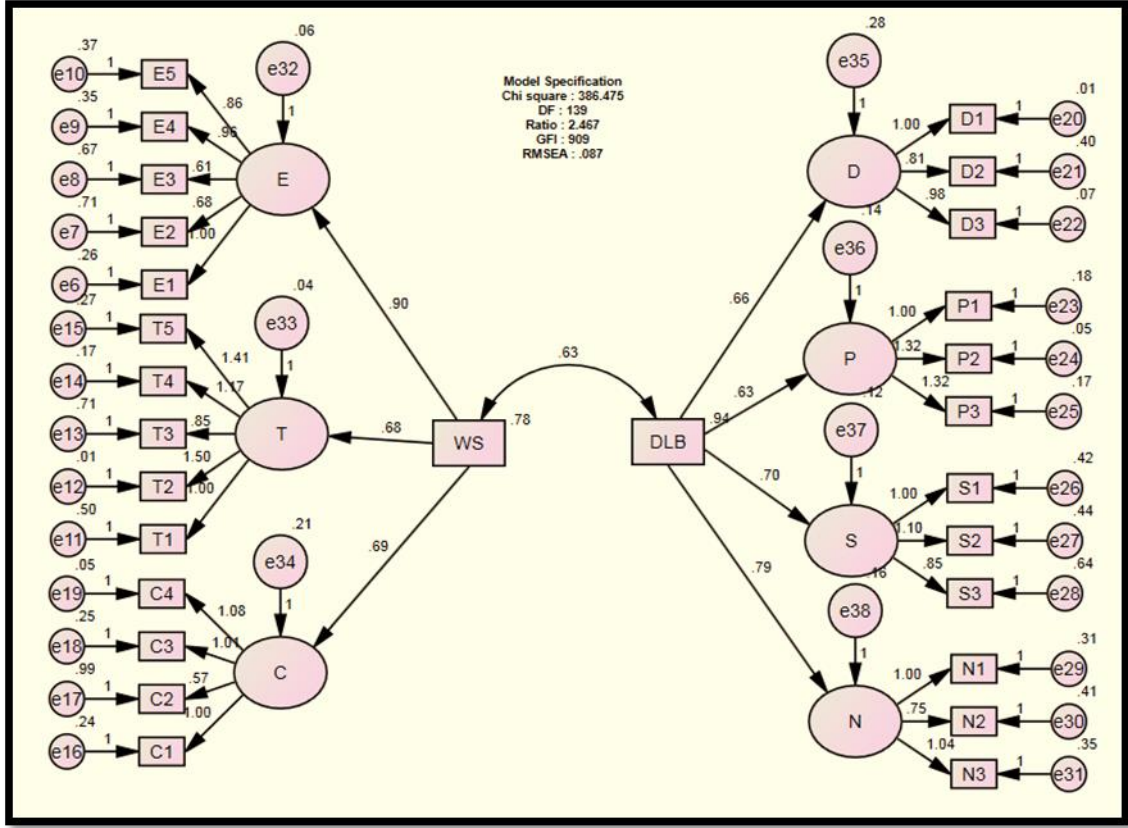 Model Specification
Chi square : 386.475
DF : 139
Ratio : 2.467
GFI : 909
RMSEA : .087
.37
e10 1 E5
.35
e9 1 E4
.67
e8 1 E3
.71
e7 1 E2
.26
e6 1 E1
.06
e32
1
E
.86
.96
.61
.68
1.00
.27
e15 1 T5
.17
e14 1 T4
.71
e13 1 T3
.01
e12 1 T2
.50
e11 1 T1
.04
e33
1
T
1.41
1.17
.85
1.50
1.00
.05
e19 1 C4
.25
e18 1 C3
.99
e17 1 C2
.24
e16 1 C1
.21
e34
1
C
1.08
1.01
.57
1.00
.90
.68
.69
WS
.78
.63
DLB
.94
.66
.63
.70
.79
.28
e35
1
D
1.00
.81
.98
.01
D1 1 e20
.40
D2 1 e21
.07
D3 1 e22
.14
e36
1
P
1.00
1.32
1.32
.18
P1 1 e23
.05
P2 1 e24
.17
P3 1 e25
.12
e37
1
S
1.00
1.10
.85
.42
S1 1 e26
.44
S2 1 e27
.64
S3 1 e28
.16
e38
1
N
1.00
.75
1.04
.31
N1 1 e29
.41
N2 1 e30
.35
N3 1 e31